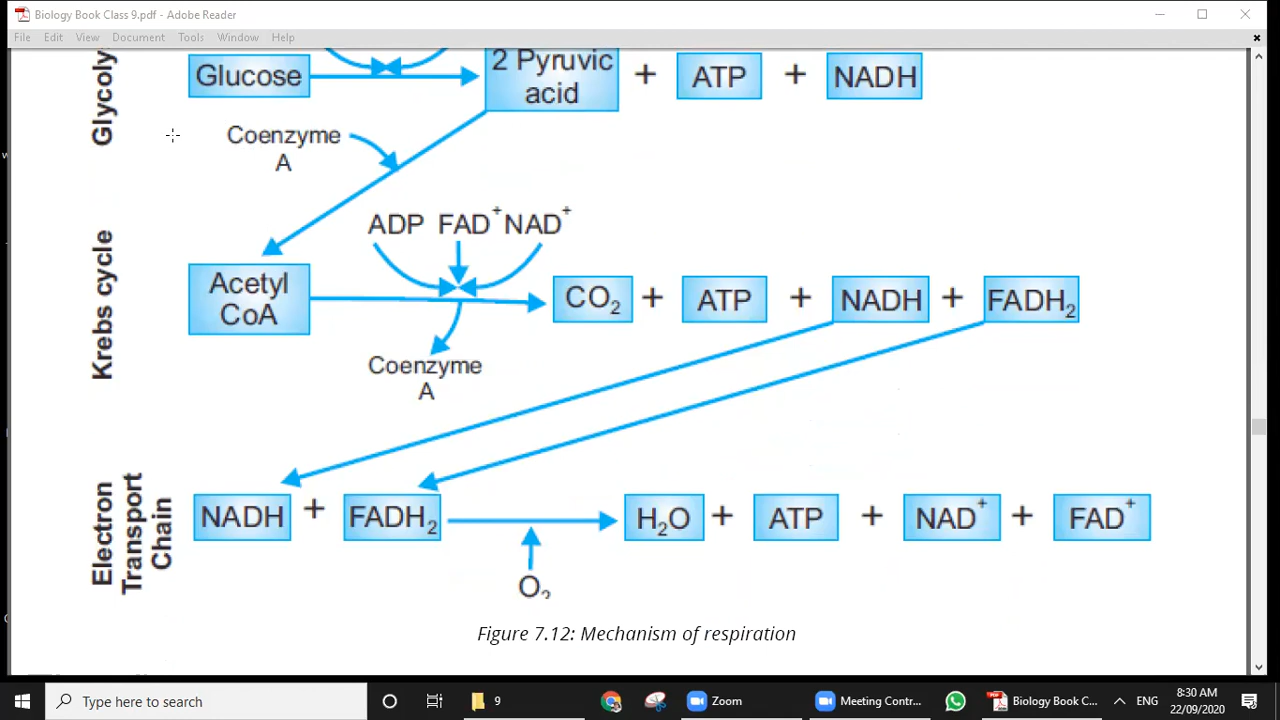 Biology Book Class 9.pdf - Adobe Reader
File Edit View Document Tools Window Help
Glycoly
Glucose
2 Pyruvic
acid
+ ATP + NADH
Coenzyme
A
Krebs cycle
ADP FAD+ NAD+
Acetyl
CoA
CO2 + ATP + NADH + FADH2
Coenzyme
A
Electron
Transport
Chain
NADH + FADH2
H2O + ATP + NAD+ + FAD+
O2
Figure 7.12: Mechanism of respiration
Type here to search
9
Zoom
Meeting Contr...
Biology Book C...
ENG
8:30 AM
22/09/2020